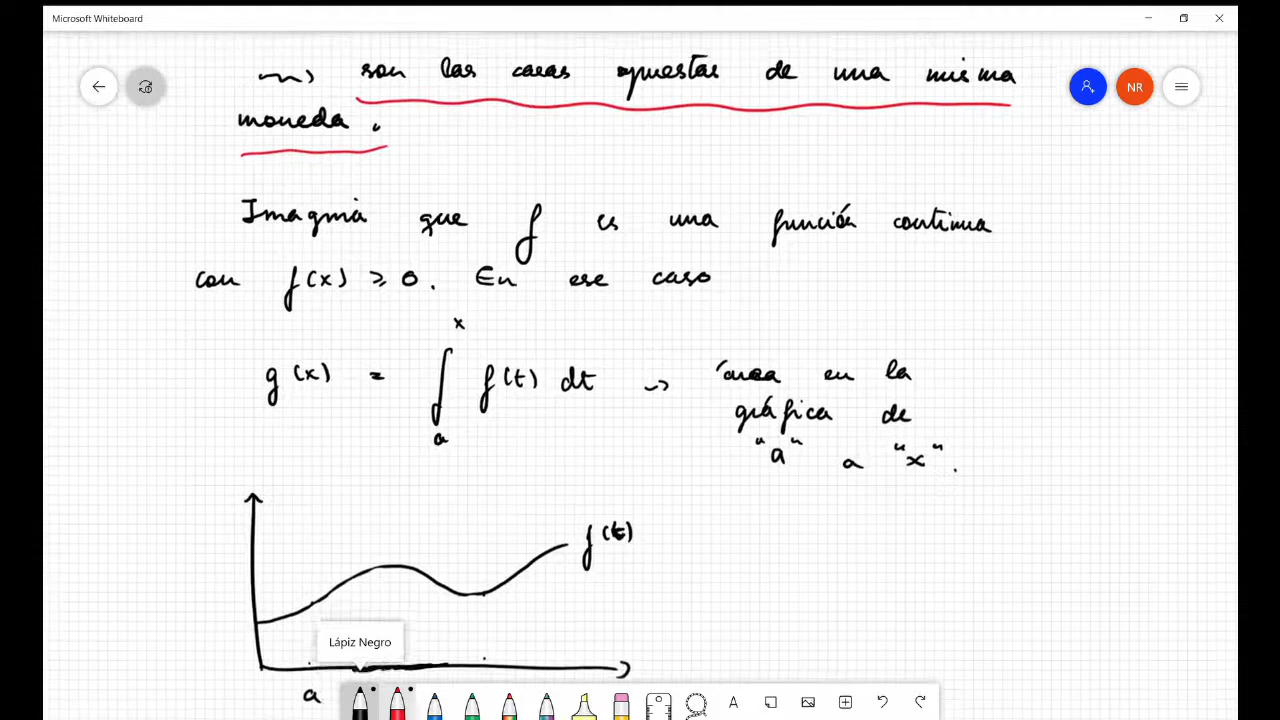 Microsoft Whiteboard
son las caras opuestas de una misma
NR
moneda.
Imagina que f es una función continua
con f(x) ≥ 0. En ese caso
x
g(x) = ∫ f(t) dt → área en la
a
gráfica de
"a" a "x".
f(t)
Lápiz Negro
a
A